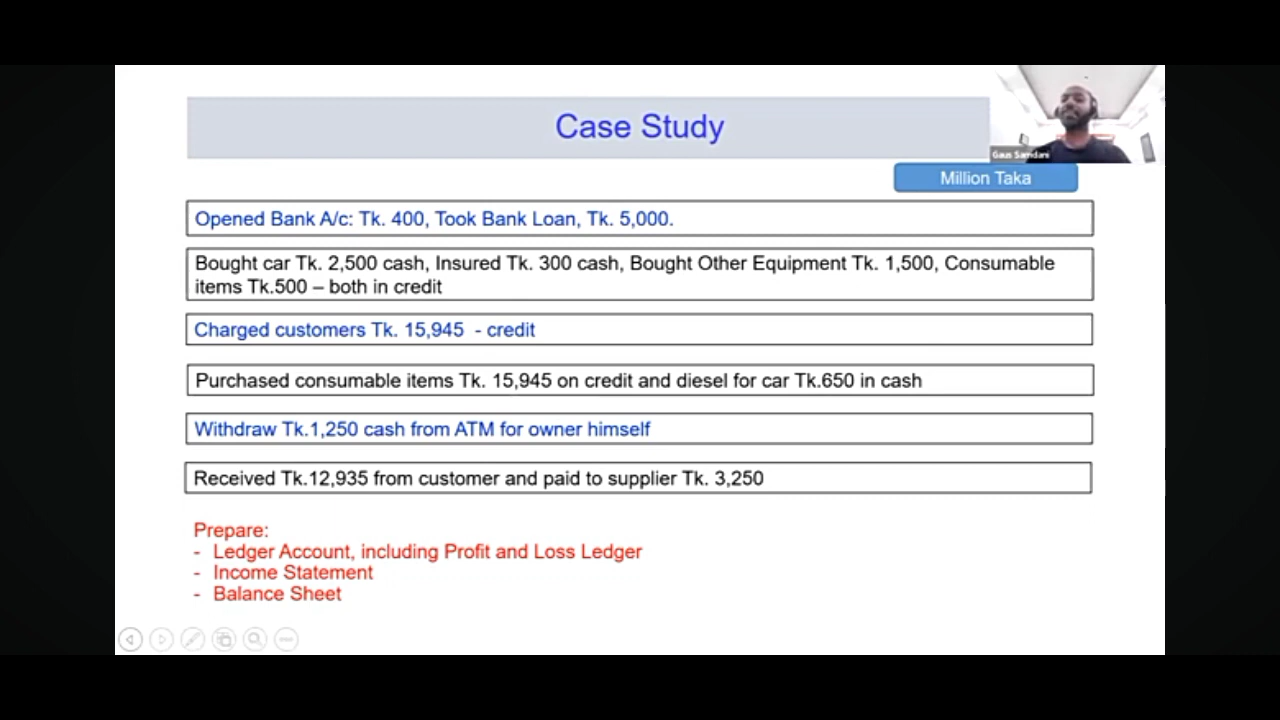 Case Study
Gaus Samdani
Million Taka
Opened Bank A/c: Tk. 400, Took Bank Loan, Tk. 5,000.
Bought car Tk. 2,500 cash, Insured Tk. 300 cash, Bought Other Equipment Tk. 1,500, Consumable
items Tk.500 – both in credit
Charged customers Tk. 15,945  - credit
Purchased consumable items Tk. 15,945 on credit and diesel for car Tk.650 in cash
Withdraw Tk.1,250 cash from ATM for owner himself
Received Tk.12,935 from customer and paid to supplier Tk. 3,250
Prepare:
- Ledger Account, including Profit and Loss Ledger
- Income Statement
- Balance Sheet